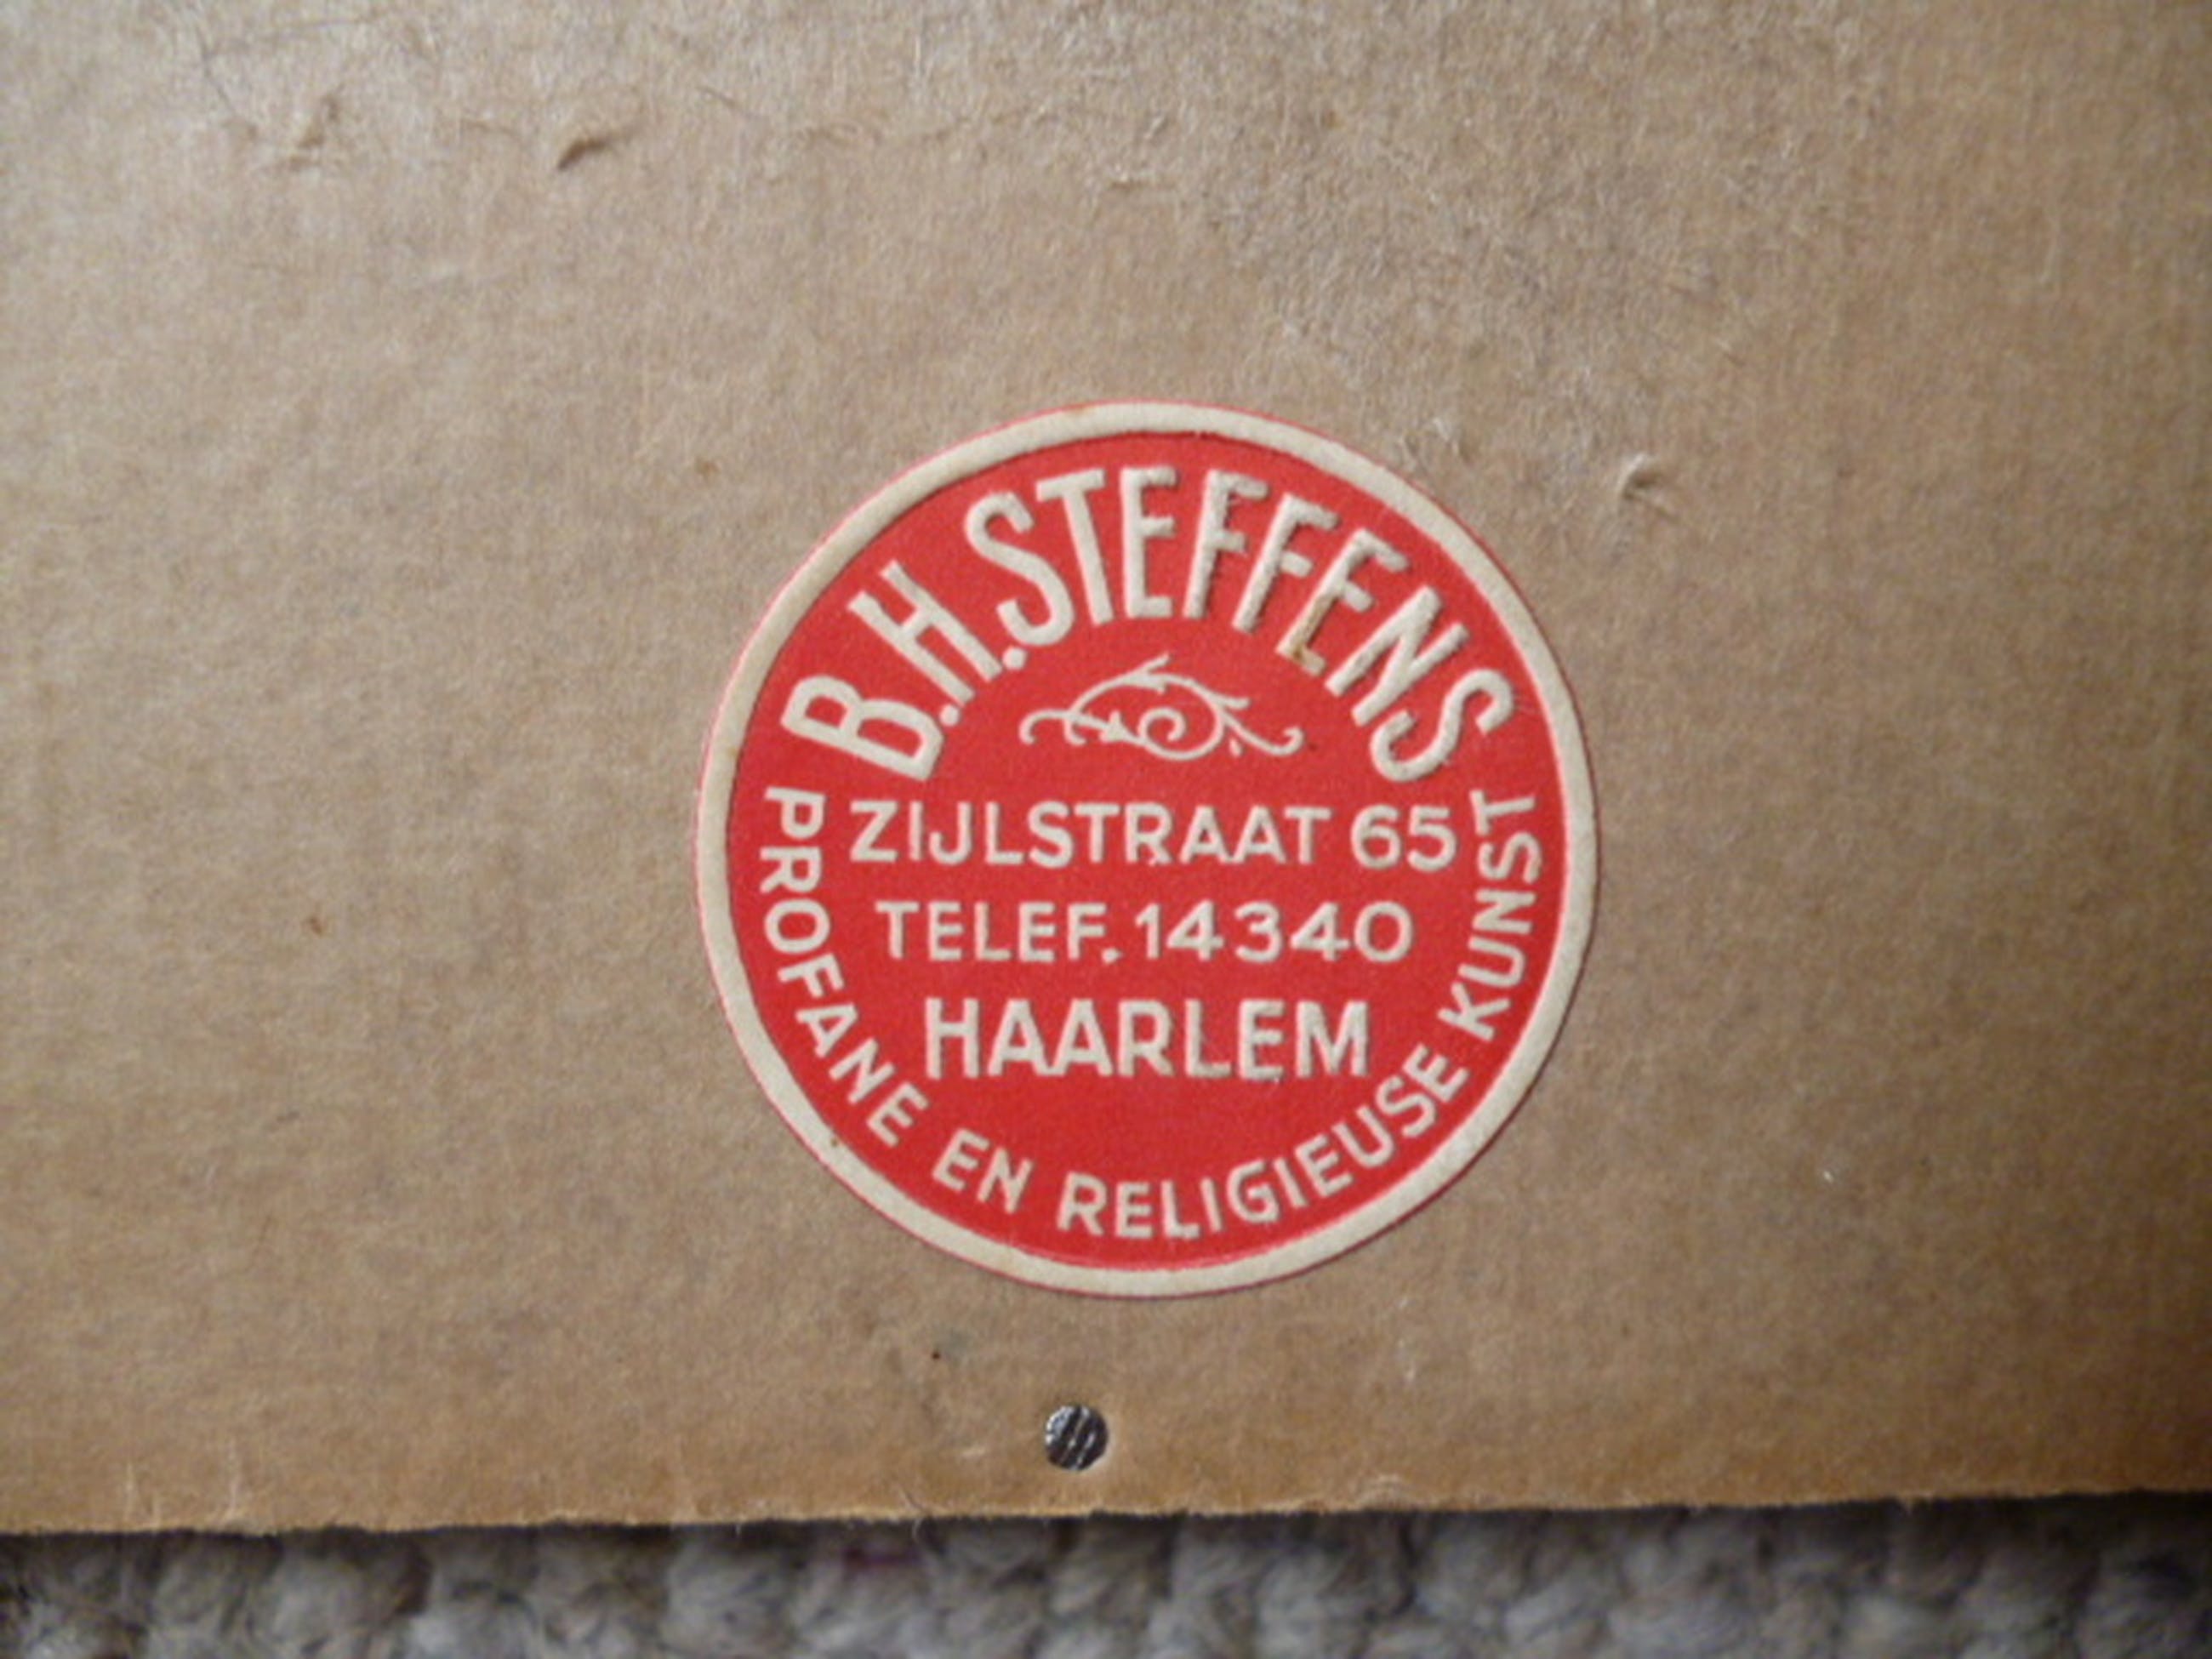 B.H. STEFFENS
ZIJLSTRAAT 65
TELEF. 14340
HAARLEM
PROFANE EN RELIGIEUSE KUNST